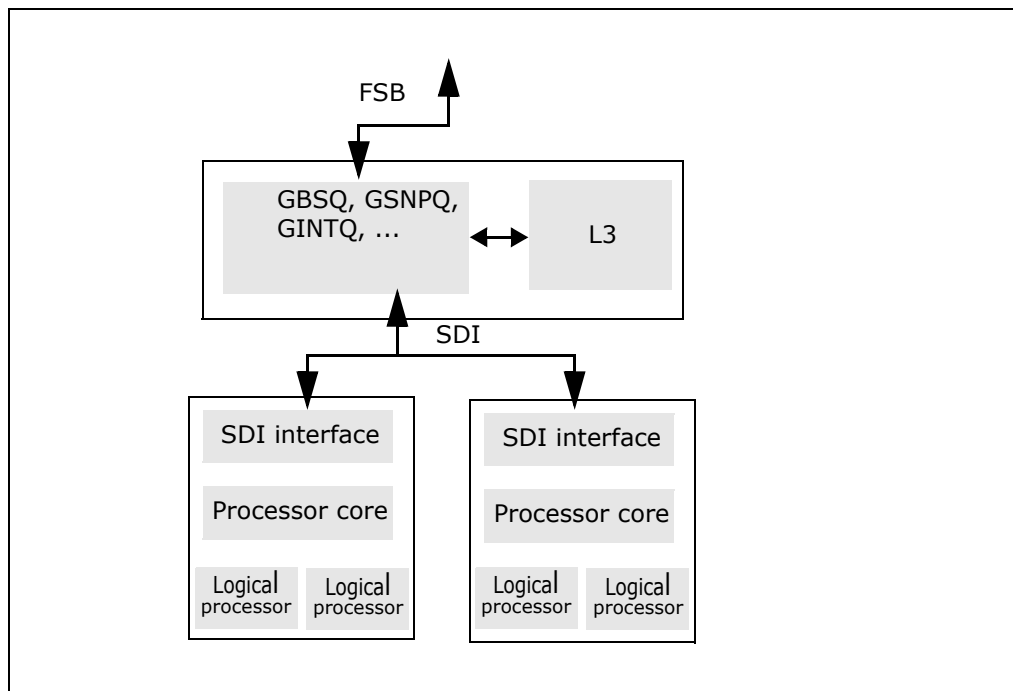 FSB
GBSQ, GSNPQ,
GINTQ, ...
L3
SDI
SDI interface
Processor core
Logical
processor
Logical
processor
SDI interface
Processor core
Logical
processor
Logical
processor